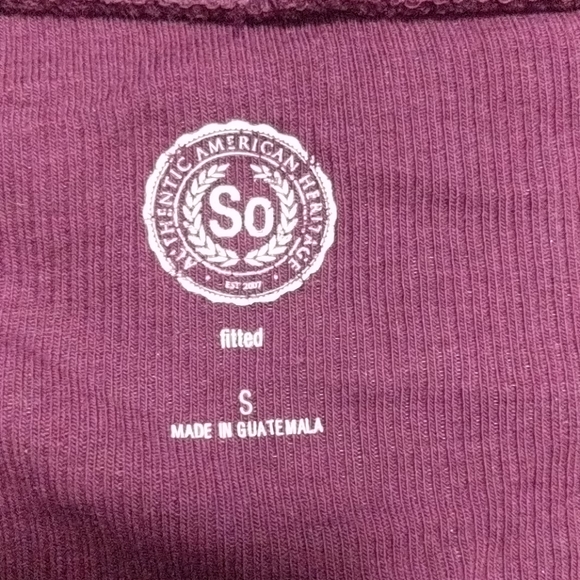 AUTHENTIC AMERICAN HERITAGE
So
EST 2007
fitted
S
MADE IN GUATEMALA